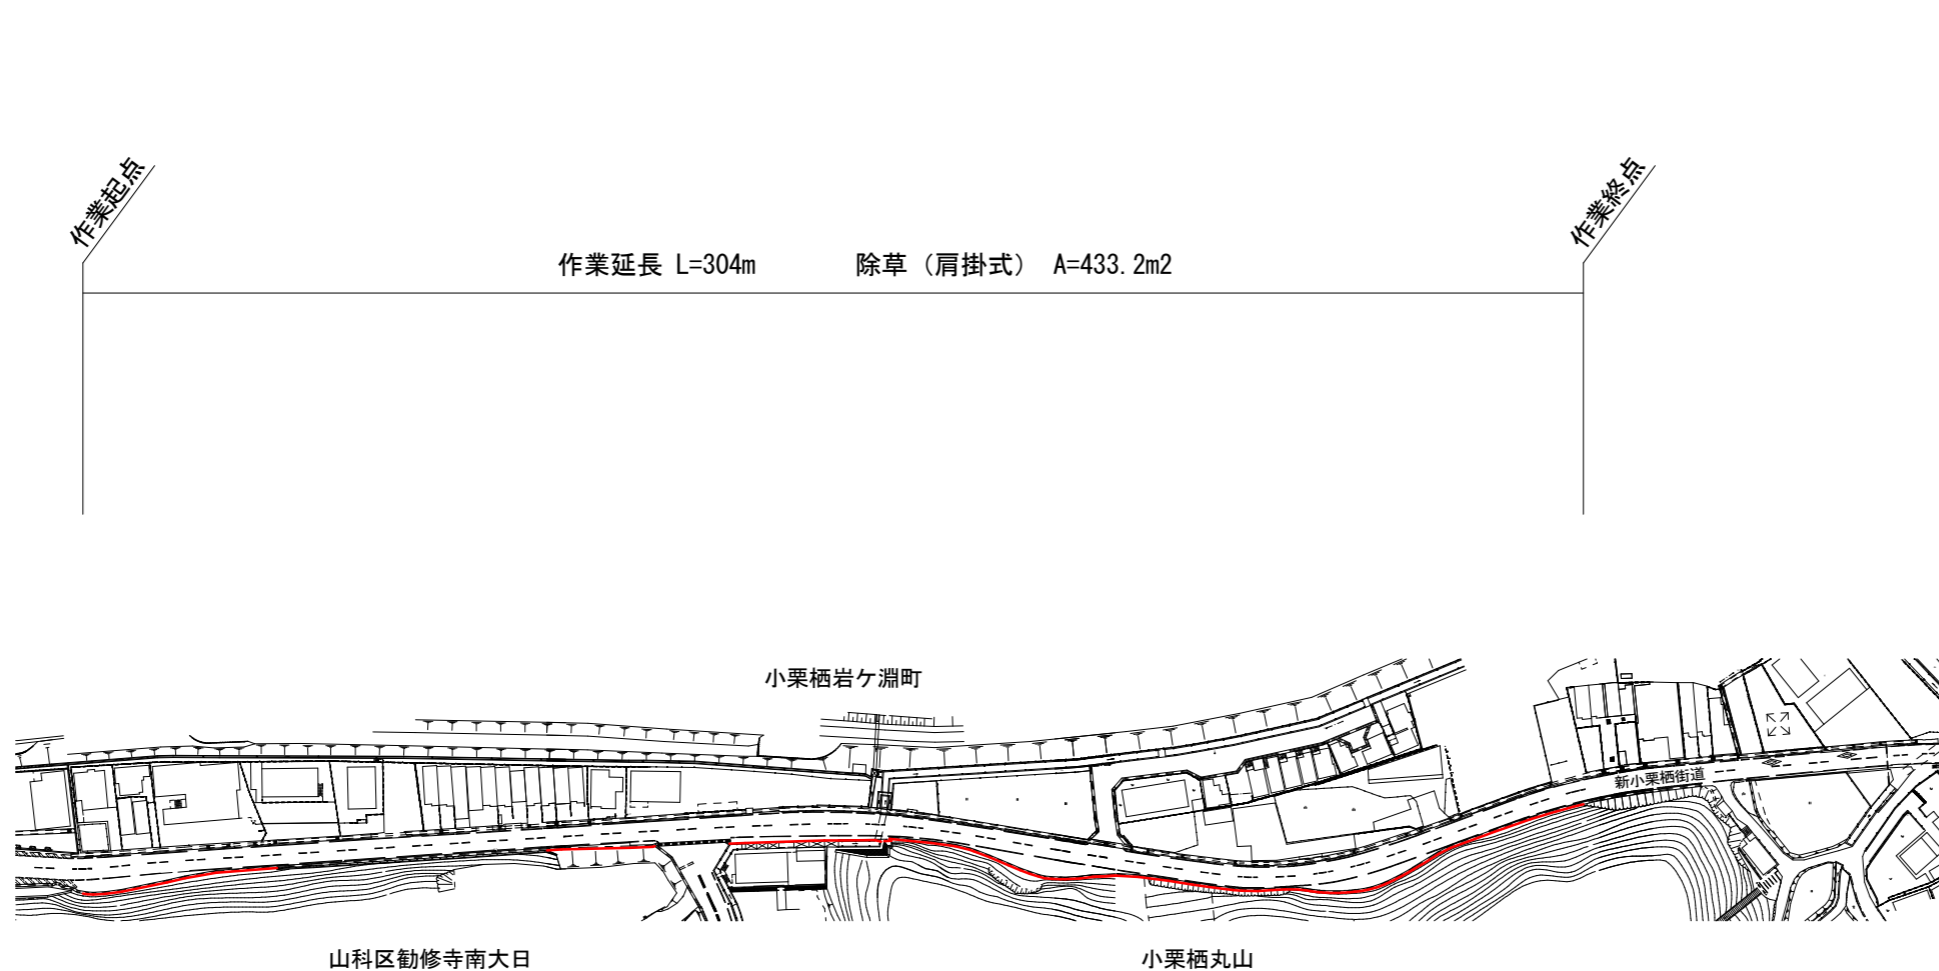 作業起点
作業終点
作業延長 L=304m 除草（肩掛式） A=433.2m2
小栗栖岩ケ淵町
新小栗栖街道
山科区勧修寺南大日
小栗栖丸山